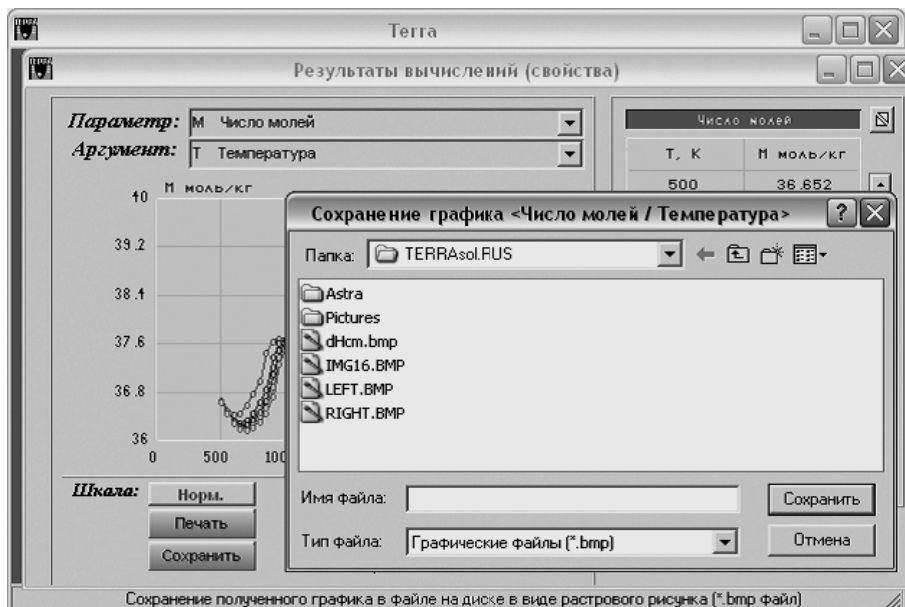 Terra
Результаты вычислений (свойства)
Параметр: М Число молей
Аргумент: Т Температура
Число молей
Т, К М моль/кг
500 36.652
М моль/кг
40
39.2
38.4
37.6
36.8
36
0 500 100
Шкала: Норм.
Печать
Сохранить
Сохранение графика <Число молей / Температура>
Папка: TERRAsol.RUS
Astra
Pictures
dHcm.bmp
IMG16.BMP
LEFT.BMP
RIGHT.BMP
Имя файла: Сохранить
Тип файла: Графические файлы (*.bmp) Отмена
Сохранение полученного графика в файле на диске в виде растрового рисунка (*.bmp файл)